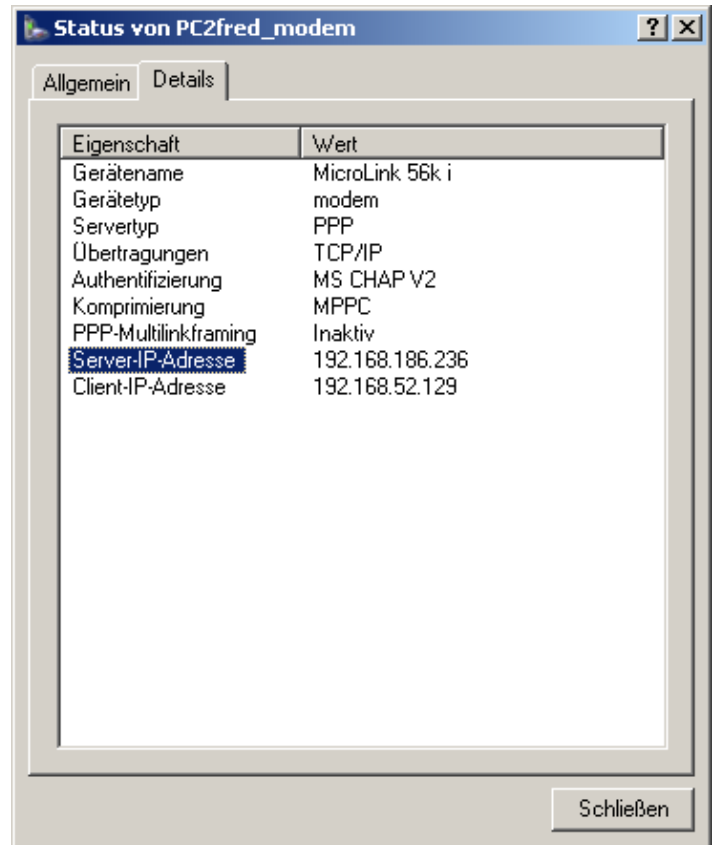 Status von PC2fred_modem
Allgemein Details
Eigenschaft Wert
Gerätename MicroLink 56k i
Gerätetyp modem
Servertyp PPP
Übertragungen TCP/IP
Authentifizierung MS CHAP V2
Komprimierung MPPC
PPP-Multilinkframing Inaktiv
Server-IP-Adresse 192.168.186.236
Client-IP-Adresse 192.168.52.129
Schließen